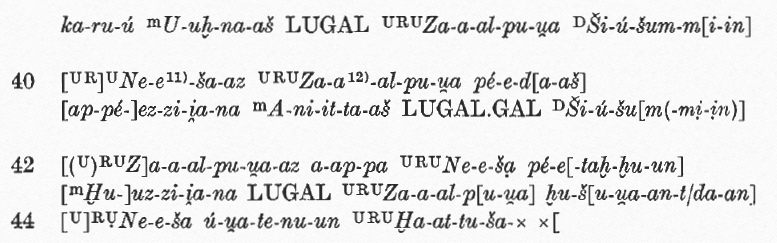 ka-ru-ú ᵐU-uḫ-na-aš LUGAL ᵁᴿᵁZa-a-al-pu-u̯a ᴰŠi-ú-šum-m[i-in]
40 [ᵁᴿ]ᵁNe-e¹¹⁾-ša-az ᵁᴿᵁZa-a¹²⁾-al-pu-u̯a pé-e-d[a-aš]
[ap-pé-]ez-zi-i̯a-na ᵐA-ni-it-ta-aš LUGAL.GAL ᴰŠi-ú-šu[m(-mi̯-i̯n)]
42 [(ᵁ)ᴿᵁZ]a-a-al-pu-u̯a-az a-ap-pa ᵁᴿᵁNe-e-šạ pé-e[-taḫ-ḫu-un]
[ᵐḪu-]uz-zi-i̯a-na LUGAL ᵁᴿᵁZa-a-al-p[u-u̯a] ḫu-š[u-u̯a-an-t/da-an]
44 [ᵁ]ᴿ̣ᵁNe-e-ša ú-u̯a-te-nu-un ᵁᴿᵁḪa-at-tu-ša-× ×[